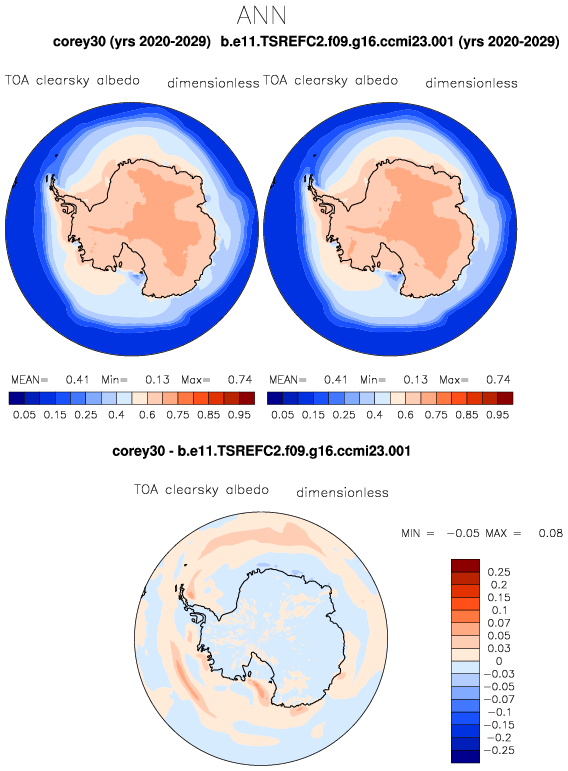 ANN
corey30 (yrs 2020-2029) b.e11.TSREFC2.f09.g16.ccmi23.001 (yrs 2020-2029)
TOA clearsky albedo dimensionless TOA clearsky albedo dimensionless
MEAN= 0.41 Min= 0.13 Max= 0.74 MEAN= 0.41 Min= 0.13 Max= 0.74
0.05 0.15 0.25 0.4 0.6 0.75 0.85 0.95 0.05 0.15 0.25 0.4 0.6 0.75 0.85 0.95
corey30 - b.e11.TSREFC2.f09.g16.ccmi23.001
TOA clearsky albedo dimensionless
MIN = -0.05 MAX = 0.08
0.25
0.2
0.15
0.1
0.07
0.05
0.03
0
-0.03
-0.05
-0.07
-0.1
-0.15
-0.2
-0.25